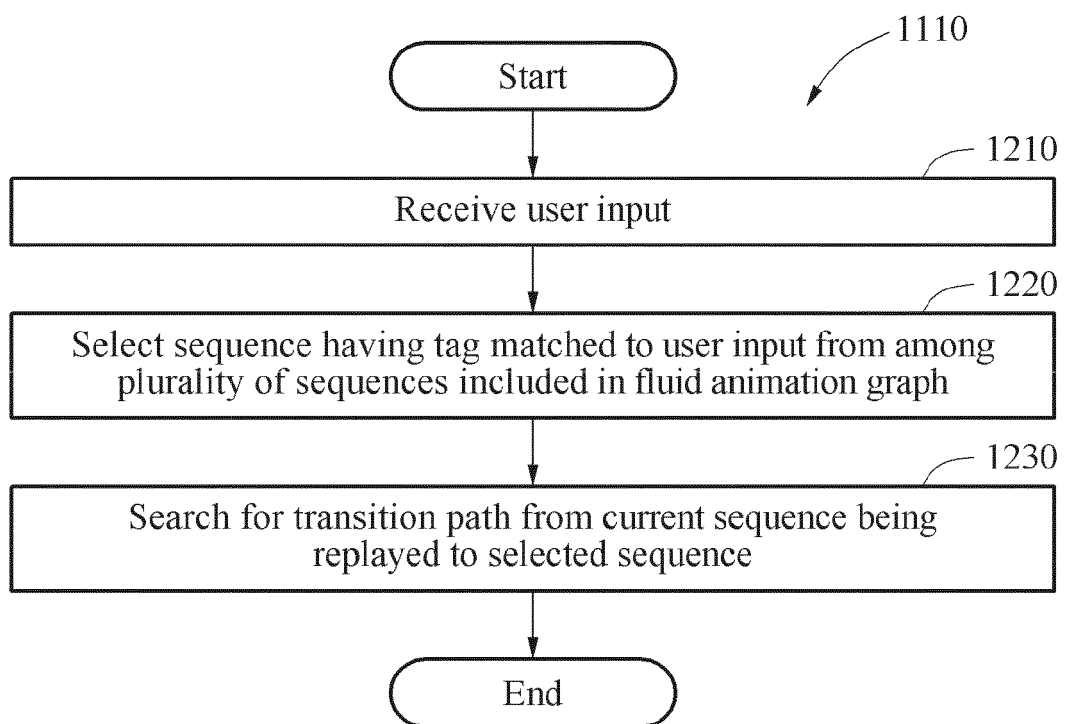 1110
Start
1210
Receive user input
1220
Select sequence having tag matched to user input from among
plurality of sequences included in fluid animation graph
1230
Search for transition path from current sequence being
replayed to selected sequence
End